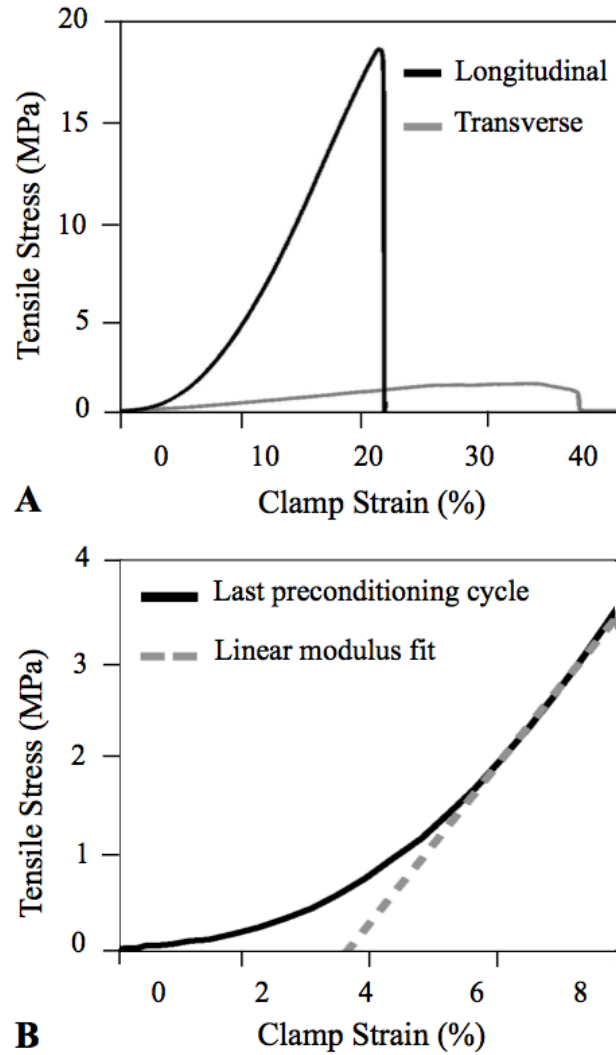 20
15
10
5
0
Tensile Stress (MPa)
Longitudinal
Transverse
0 10 20 30 40
Clamp Strain (%)
A
4
3
2
1
0
Tensile Stress (MPa)
Last preconditioning cycle
Linear modulus fit
0 2 4 6 8
Clamp Strain (%)
B